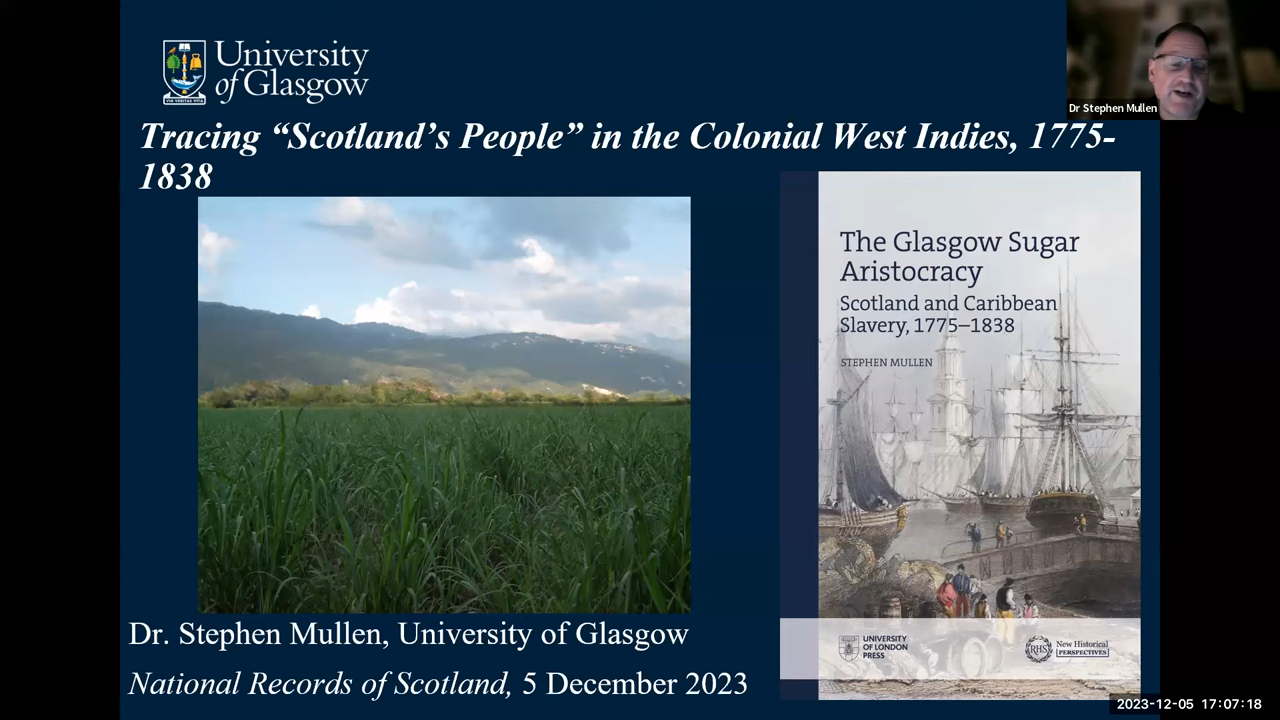 University
of Glasgow
VIA VERITAS VITA
Dr Stephen Mullen
Tracing “Scotland’s People” in the Colonial West Indies, 1775-
1838
The Glasgow Sugar
Aristocracy
Scotland and Caribbean
Slavery, 1775–1838
STEPHEN MULLEN
UNIVERSITY
OF LONDON
PRESS
RHS
New Historical
PERSPECTIVES
Dr. Stephen Mullen, University of Glasgow
National Records of Scotland, 5 December 2023
2023-12-05 17:07:18